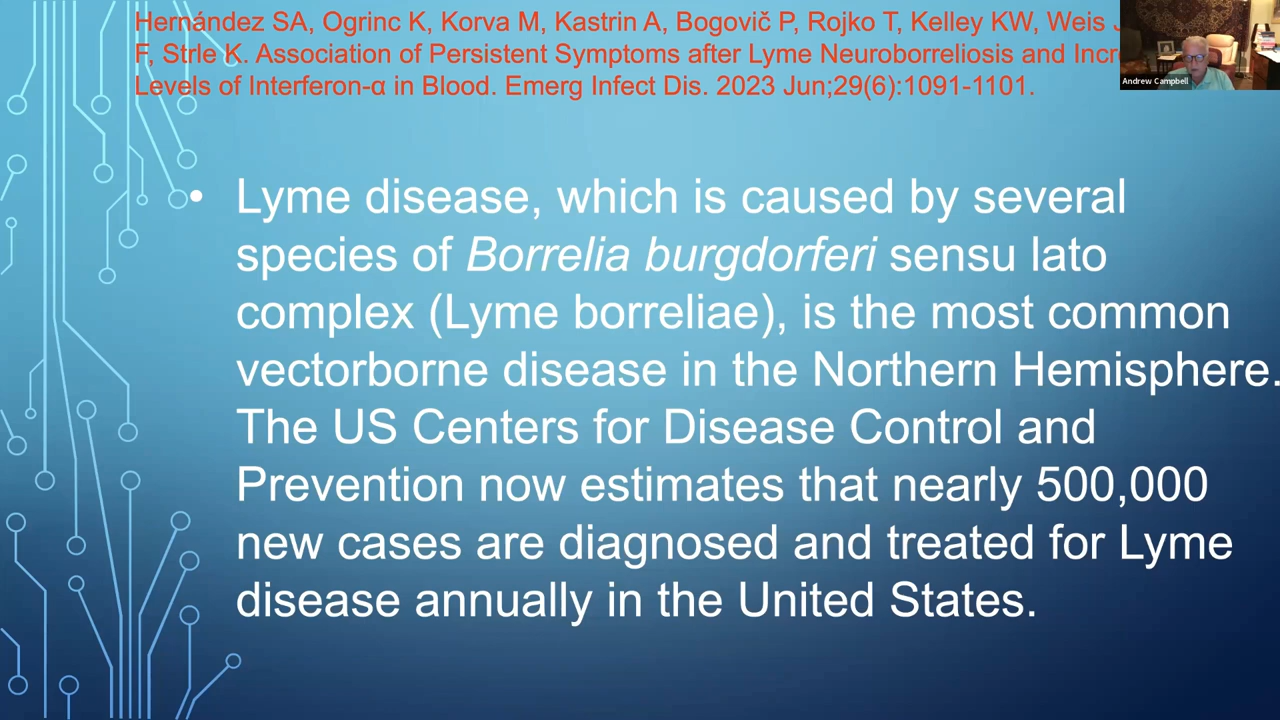 Hernández SA, Ogrinc K, Korva M, Kastrin A, Bogovič P, Rojko T, Kelley KW, Weis
F, Strle K. Association of Persistent Symptoms after Lyme Neuroborreliosis and
Levels of Interferon-α in Blood. Emerg Infect Dis. 2023 Jun;29(6):1091-1101.
Andrew Campbell
• Lyme disease, which is caused by several
species of Borrelia burgdorferi sensu lato
complex (Lyme borreliae), is the most common
vectorborne disease in the Northern Hemisphere.
The US Centers for Disease Control and
Prevention now estimates that nearly 500,000
new cases are diagnosed and treated for Lyme
disease annually in the United States.